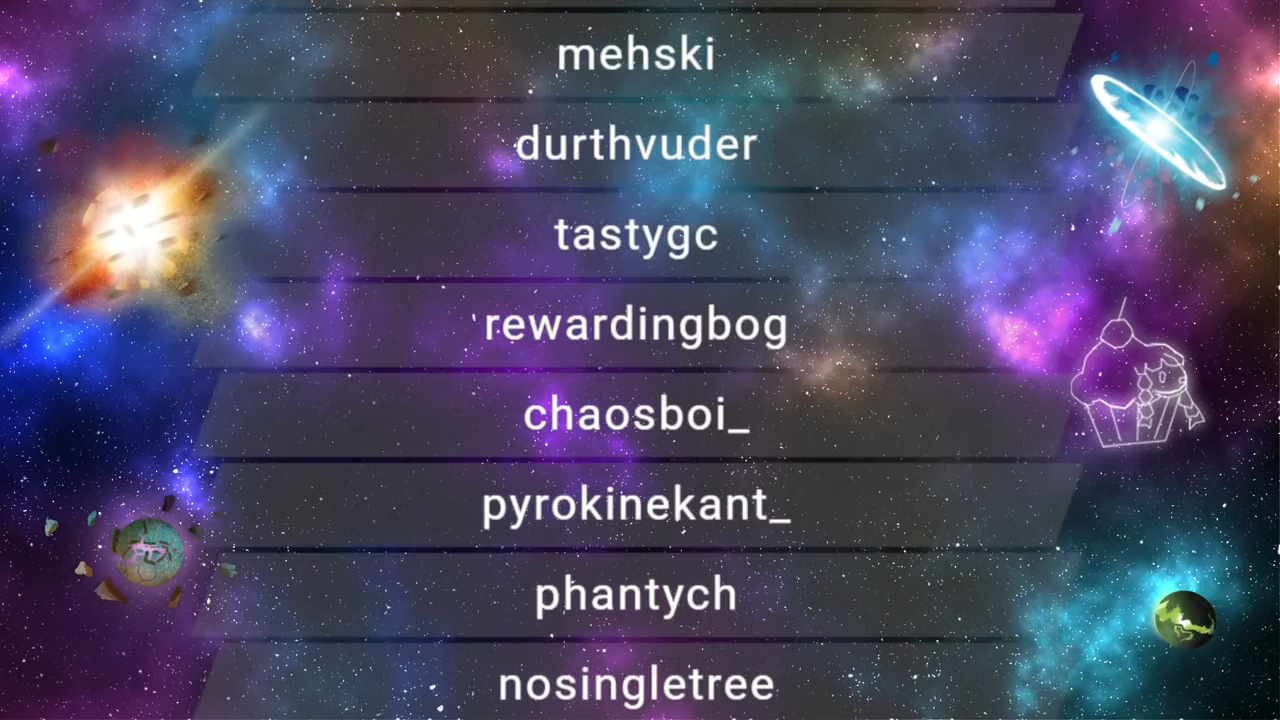 mehski
durthvuder
tastygc
rewardingbog
chaosboi_
pyrokinekant_
phantych
nosingletree